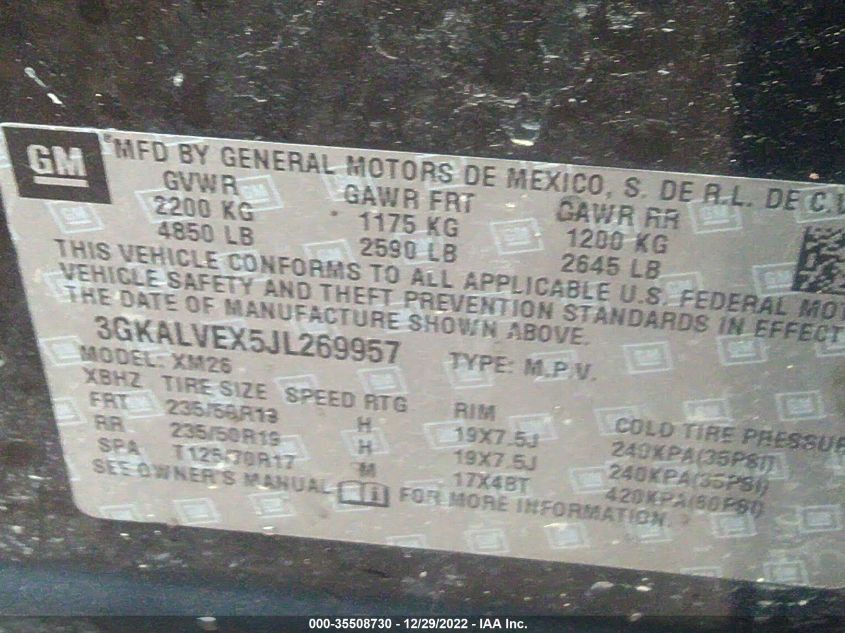 GM MFD BY GENERAL MOTORS DE MEXICO, S. DE R.L. DE C.V
GVWR GAWR FRT GAWR RR
2200 KG 1175 KG 1200 KG
4850 LB 2590 LB 2645 LB
THIS VEHICLE CONFORMS TO ALL APPLICABLE U.S. FEDERAL MOT
VEHICLE SAFETY AND THEFT PREVENTION STANDARDS IN EFFECT
THE DATE OF MANUFACTURE SHOWN ABOVE.
3GKALVEX5JL269957 TYPE: M.P.V.
MODEL: XM26
XBHZ TIRE SIZE SPEED RTG RIM COLD TIRE PRESSUR
FRT 235/50R19 H 19X7.5J 240KPA(35PSI)
RR 235/50R19 H 19X7.5J 240KPA(35PSI)
SPA T125/70R17 M 17X4BT 420KPA(60PSI)
SEE OWNER'S MANUAL FOR MORE INFORMATION.
000-35508730 - 12/29/2022 - IAA Inc.